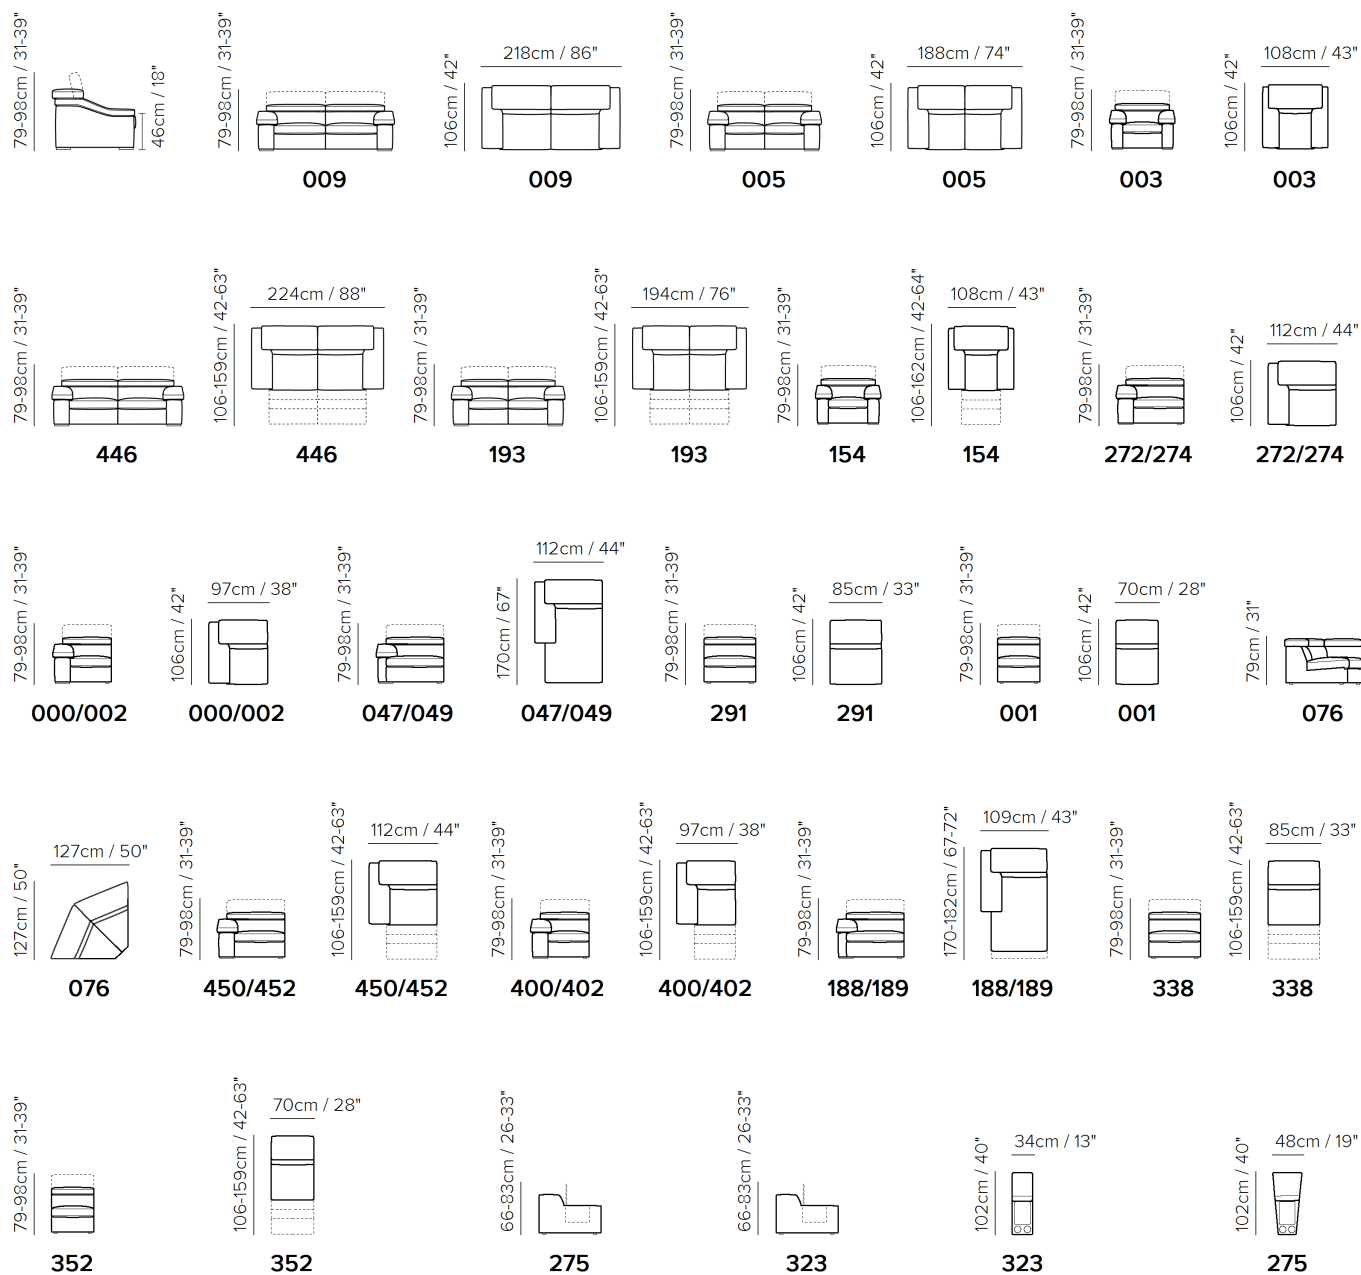 79-98cm / 31-39"
46cm / 18"
79-98cm / 31-39"
009
106cm / 42"
218cm / 86"
009
79-98cm / 31-39"
005
106cm / 42"
188cm / 74"
005
79-98cm / 31-39"
003
106cm / 42"
108cm / 43"
003
79-98cm / 31-39"
446
106-159cm / 42-63"
224cm / 88"
446
79-98cm / 31-39"
193
106-159cm / 42-63"
194cm / 76"
193
79-98cm / 31-39"
154
106-162cm / 42-64"
108cm / 43"
154
79-98cm / 31-39"
272/274
106cm / 42"
112cm / 44"
272/274
79-98cm / 31-39"
000/002
106cm / 42"
97cm / 38"
000/002
79-98cm / 31-39"
047/049
170cm / 67"
112cm / 44"
047/049
79-98cm / 31-39"
291
106cm / 42"
85cm / 33"
291
79-98cm / 31-39"
001
106cm / 42"
70cm / 28"
001
79cm / 31"
076
127cm / 50"
127cm / 50"
076
79-98cm / 31-39"
450/452
106-159cm / 42-63"
112cm / 44"
450/452
79-98cm / 31-39"
400/402
106-159cm / 42-63"
97cm / 38"
400/402
79-98cm / 31-39"
188/189
170-182cm / 67-72"
109cm / 43"
188/189
79-98cm / 31-39"
338
106-159cm / 42-63"
85cm / 33"
338
79-98cm / 31-39"
352
106-159cm / 42-63"
70cm / 28"
352
66-83cm / 26-33"
275
66-83cm / 26-33"
323
102cm / 40"
34cm / 13"
323
102cm / 40"
48cm / 19"
275